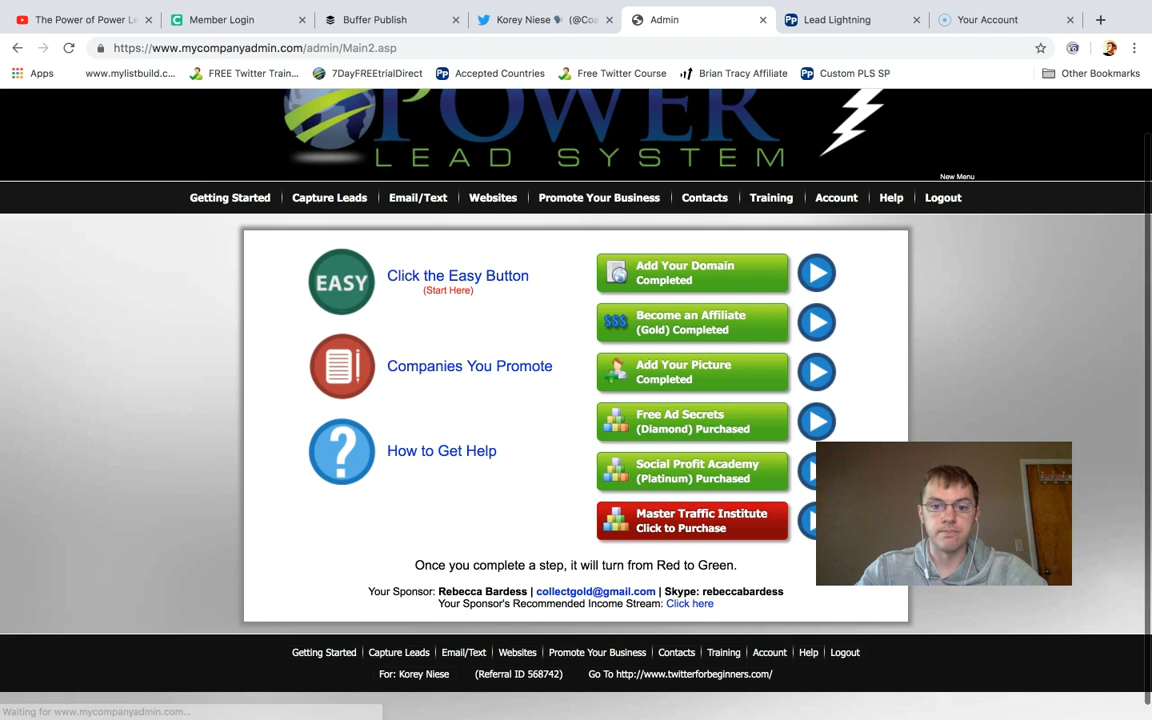 The Power of Power Le
Member Login
Buffer Publish
Korey Niese (@Coa
Admin
Lead Lightning
Your Account
https://www.mycompanyadmin.com/admin/Main2.asp
Apps
www.mylistbuild.c...
FREE Twitter Train...
7DayFREEtrialDirect
Accepted Countries
Free Twitter Course
Brian Tracy Affiliate
Custom PLS SP
Other Bookmarks
POWER
LEAD SYSTEM
New Menu
Getting Started
Capture Leads
Email/Text
Websites
Promote Your Business
Contacts
Training
Account
Help
Logout
EASY
Click the Easy Button
(Start Here)
Companies You Promote
?
How to Get Help
Add Your Domain
Completed
$$$
Become an Affiliate
(Gold) Completed
Add Your Picture
Completed
Free Ad Secrets
(Diamond) Purchased
Social Profit Academy
(Platinum) Purchased
Master Traffic Institute
Click to Purchase
Once you complete a step, it will turn from Red to Green.
Your Sponsor: Rebecca Bardess | collectgold@gmail.com | Skype: rebeccabardess
Your Sponsor's Recommended Income Stream: Click here
Getting Started
Capture Leads
Email/Text
Websites
Promote Your Business
Contacts
Training
Account
Help
Logout
For: Korey Niese
(Referral ID 568742)
Go To http://www.twitterforbeginners.com/
Waiting for www.mycompanyadmin.com...